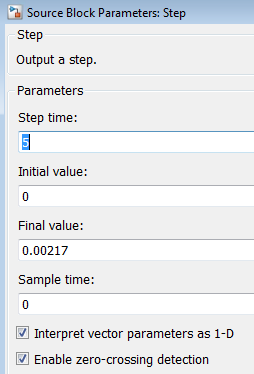 Source Block Parameters: Step
Step
Output a step.
Parameters
Step time:
5
Initial value:
0
Final value:
0.00217
Sample time:
0
Interpret vector parameters as 1-D
Enable zero-crossing detection